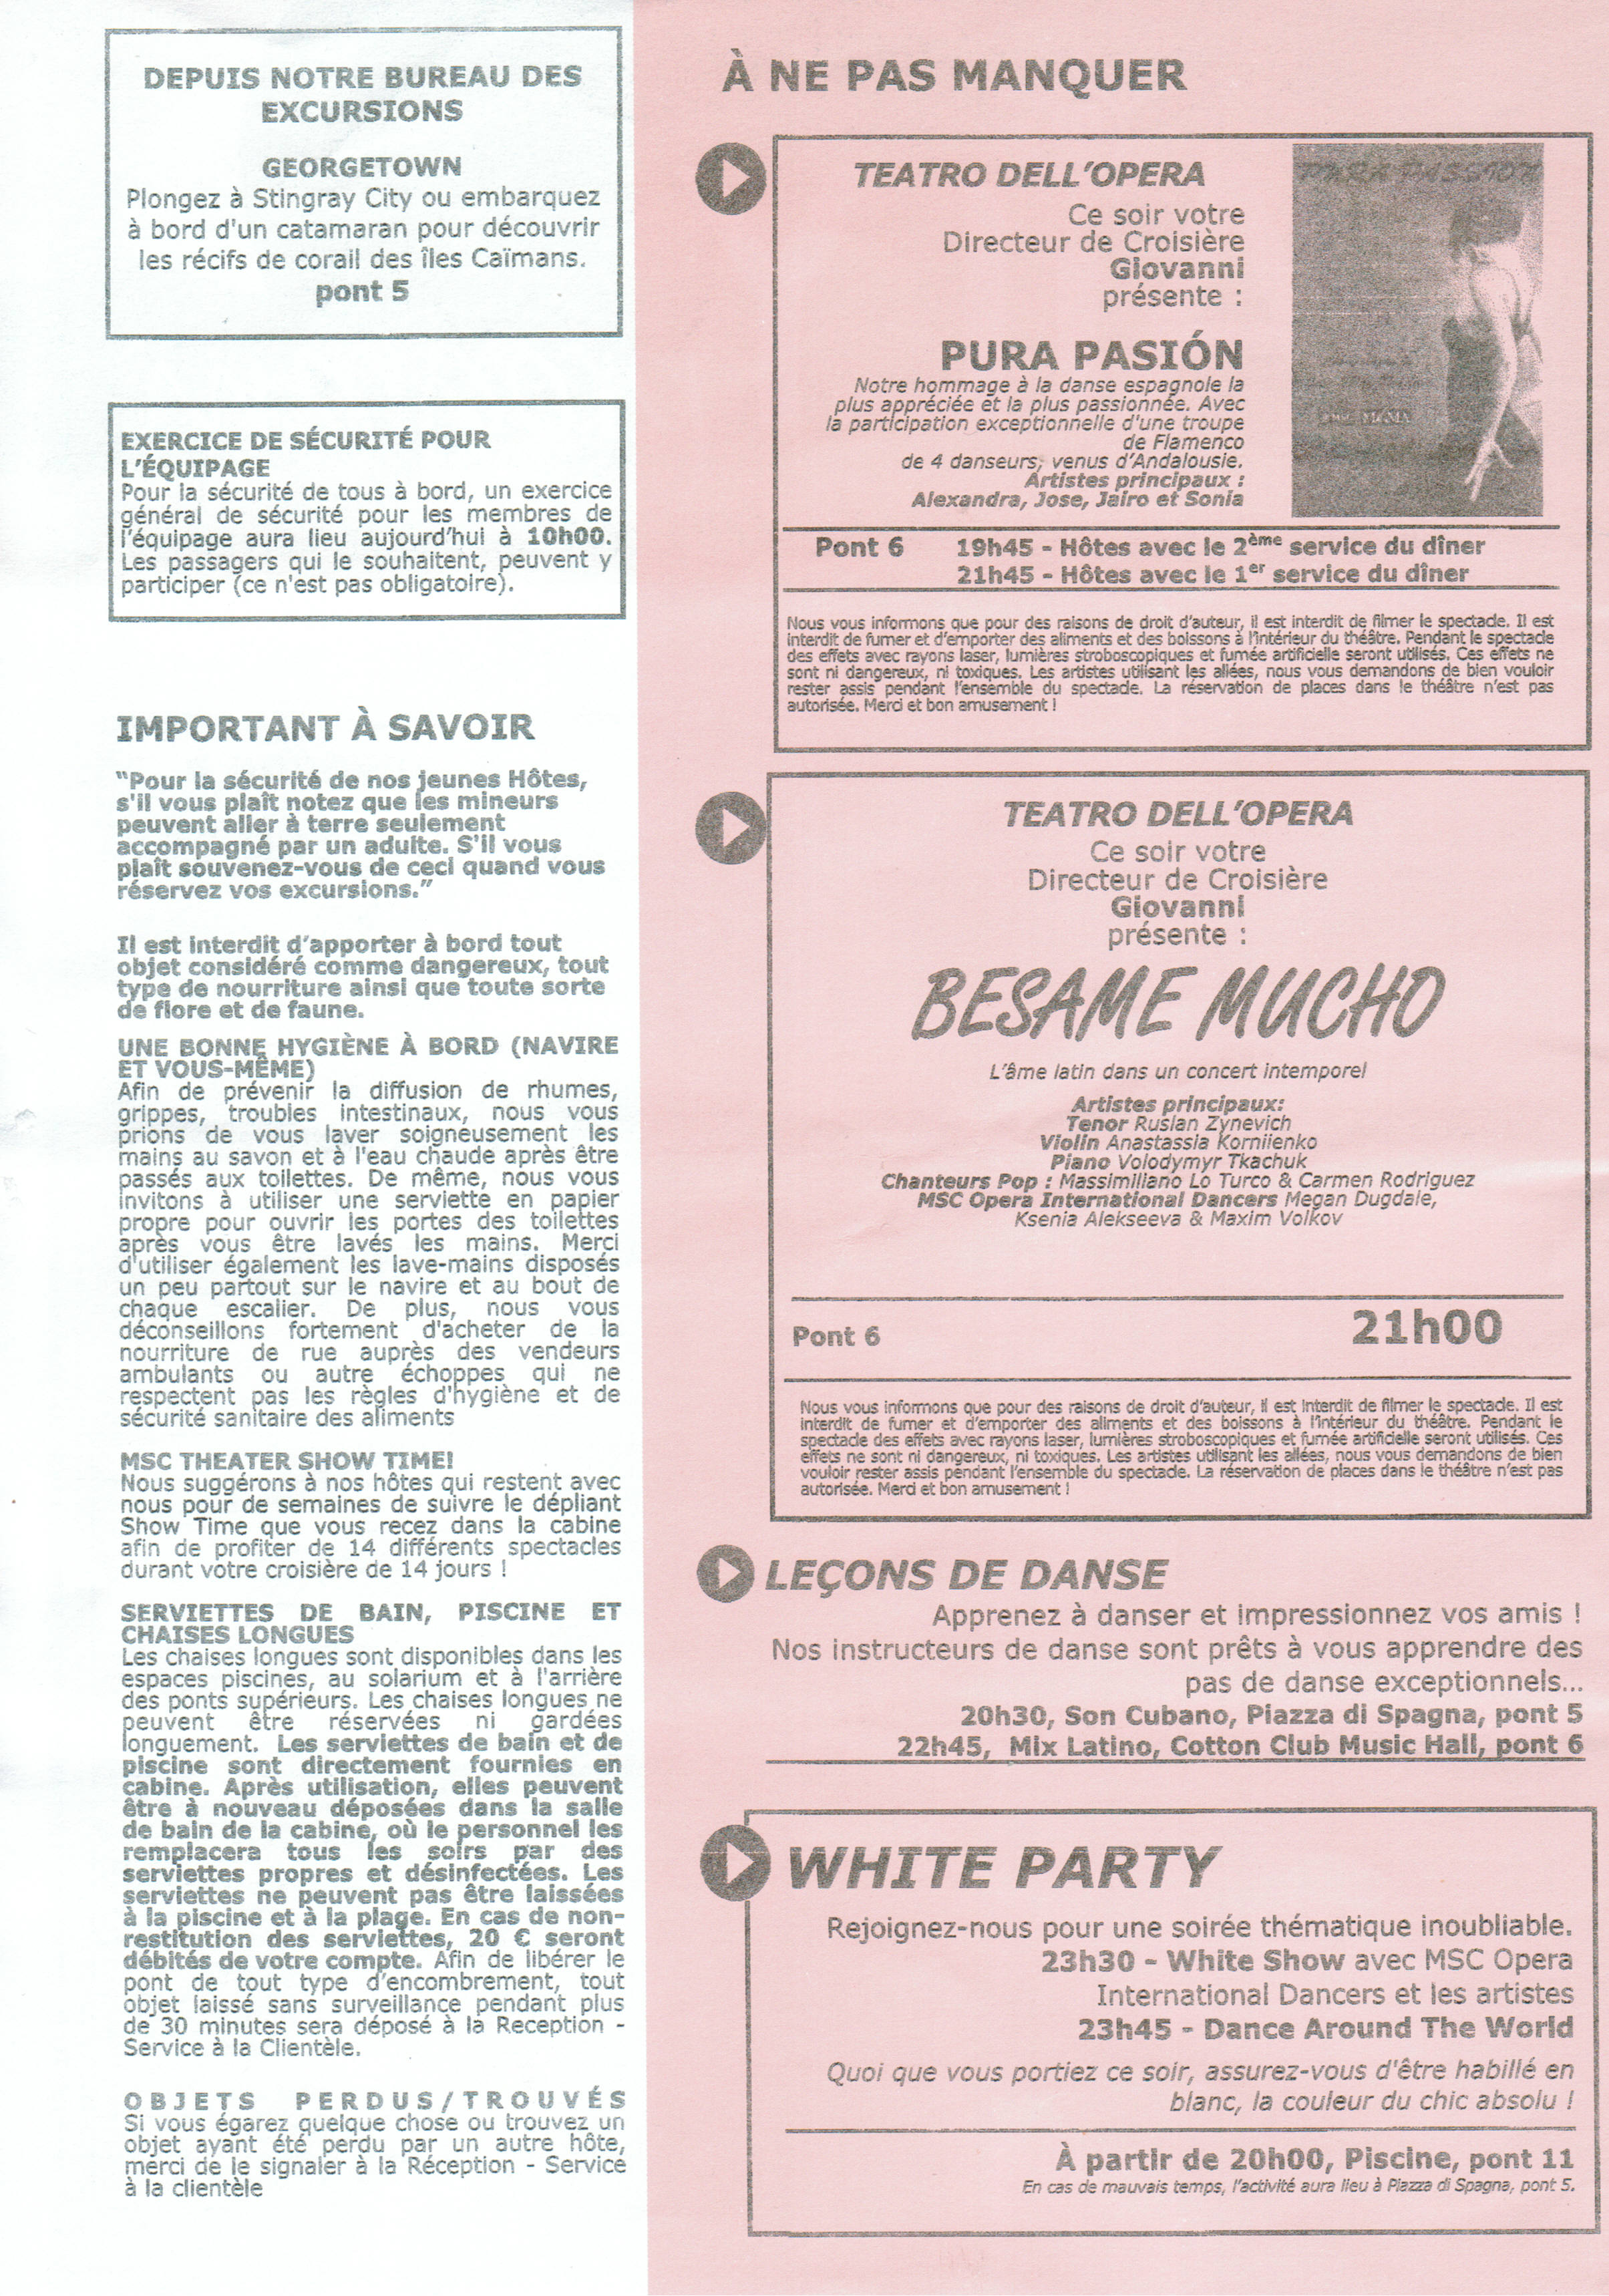 DEPUIS NOTRE BUREAU DES
EXCURSIONS
GEORGETOWN
Plongez à Stingray City ou embarquez
à bord d'un catamaran pour découvrir
les récifs de corail des îles Caïmans.
pont 5
EXERCICE DE SÉCURITÉ POUR
L'ÉQUIPAGE
Pour la sécurité de tous à bord, un exercice
général de sécurité pour les membres de
l'équipage aura lieu aujourd'hui à 10h00.
Les passagers qui le souhaitent, peuvent y
participer (ce n'est pas obligatoire).
IMPORTANT À SAVOIR
"Pour la sécurité de nos jeunes Hôtes,
s'il vous plaît notez que les mineurs
peuvent aller à terre seulement
accompagné par un adulte. S'il vous
plaît souvenez-vous de ceci quand vous
réservez vos excursions."
Il est interdit d'apporter à bord tout
objet considéré comme dangereux, tout
type de nourriture ainsi que toute sorte
de flore et de faune.
UNE BONNE HYGIÈNE À BORD (NAVIRE
ET VOUS-MÊME)
Afin de prévenir la diffusion de rhumes,
grippes, troubles intestinaux, nous vous
prions de vous laver soigneusement les
mains au savon et à l'eau chaude après être
passés aux toilettes. De même, nous vous
invitons à utiliser une serviette en papier
propre pour ouvrir les portes des toilettes
après vous être lavés les mains. Merci
d'utiliser également les lave-mains disposés
un peu partout sur le navire et au bout de
chaque escalier. De plus, nous vous
déconseillons fortement d'acheter de la
nourriture de rue auprès des vendeurs
ambulants ou autre échoppes qui ne
respectent pas les règles d'hygiène et de
sécurité sanitaire des aliments
MSC THEATER SHOW TIME!
Nous suggérons à nos hôtes qui restent avec
nous pour de semaines de suivre le dépliant
Show Time que vous recez dans la cabine
afin de profiter de 14 différents spectacles
durant votre croisière de 14 jours !
SERVIETTES DE BAIN, PISCINE ET
CHAISES LONGUES
Les chaises longues sont disponibles dans les
espaces piscines, au solarium et à l'arrière
des ponts supérieurs. Les chaises longues ne
peuvent être réservées ni gardées
longuement. Les serviettes de bain et de
piscine sont directement fournies en
cabine. Après utilisation, elles peuvent
être à nouveau déposées dans la salle
de bain de la cabine, où le personnel les
remplacera tous les soirs par des
serviettes propres et désinfectées. Les
serviettes ne peuvent pas être laissées
à la piscine et à la plage. En cas de non-
restitution des serviettes, 20 € seront
débités de votre compte. Afin de libérer le
pont de tout type d'encombrement, tout
objet laissé sans surveillance pendant plus
de 30 minutes sera déposé à la Reception -
Service à la Clientèle.
OBJETS PERDUS/TROUVÉS
Si vous égarez quelque chose ou trouvez un
objet ayant été perdu par un autre hôte,
merci de le signaler à la Réception - Service
à la clientèle
À NE PAS MANQUER
TEATRO DELL'OPERA
Ce soir votre
Directeur de Croisière
Giovanni
présente :
PURA PASIÓN
Notre hommage à la danse espagnole la
plus appréciée et la plus passionnée. Avec
la participation exceptionnelle d'une troupe
de Flamenco
de 4 danseurs, venus d'Andalousie.
Artistes principaux :
Alexandra, Jose, Jairo et Sonia
PURA PASSION
Pont 6 19h45 - Hôtes avec le 2ème service du dîner
21h45 - Hôtes avec le 1er service du dîner
Nous vous informons que pour des raisons de droit d'auteur, il est interdit de filmer le spectacle. Il est
interdit de fumer et d'emporter des aliments et des boissons à l'intérieur du théâtre. Pendant le spectacle
des effets avec rayons laser, lumières stroboscopiques et fumée artificielle seront utilisés. Ces effets ne
sont ni dangereux, ni toxiques. Les artistes utilisant les allées, nous vous demandons de bien vouloir
rester assis pendant l'ensemble du spectacle. La réservation de places dans le théâtre n'est pas
autorisée. Merci et bon amusement !
TEATRO DELL'OPERA
Ce soir votre
Directeur de Croisière
Giovanni
présente :
BESAME MUCHO
L'âme latin dans un concert intemporel
Artistes principaux:
Tenor Ruslan Zynevich
Violin Anastassia Korniienko
Piano Volodymyr Tkachuk
Chanteurs Pop : Massimiliano Lo Turco & Carmen Rodriguez
MSC Opera International Dancers Megan Dugdale,
Ksenia Alekseeva & Maxim Volkov
Pont 6 21h00
Nous vous informons que pour des raisons de droit d'auteur, il est interdit de filmer le spectacle. Il est
interdit de fumer et d'emporter des aliments et des boissons à l'intérieur du théâtre. Pendant le
spectacle des effets avec rayons laser, lumières stroboscopiques et fumée artificielle seront utilisés. Ces
effets ne sont ni dangereux, ni toxiques. Les artistes utilisant les allées, nous vous demandons de bien
vouloir rester assis pendant l'ensemble du spectacle. La réservation de places dans le théâtre n'est pas
autorisée. Merci et bon amusement !
LEÇONS DE DANSE
Apprenez à danser et impressionnez vos amis !
Nos instructeurs de danse sont prêts à vous apprendre des
pas de danse exceptionnels...
20h30, Son Cubano, Piazza di Spagna, pont 5
22h45, Mix Latino, Cotton Club Music Hall, pont 6
WHITE PARTY
Rejoignez-nous pour une soirée thématique inoubliable.
23h30 - White Show avec MSC Opera
International Dancers et les artistes
23h45 - Dance Around The World
Quoi que vous portiez ce soir, assurez-vous d'être habillé en
blanc, la couleur du chic absolu !
À partir de 20h00, Piscine, pont 11
En cas de mauvais temps, l'activité aura lieu à Piazza di Spagna, pont 5.